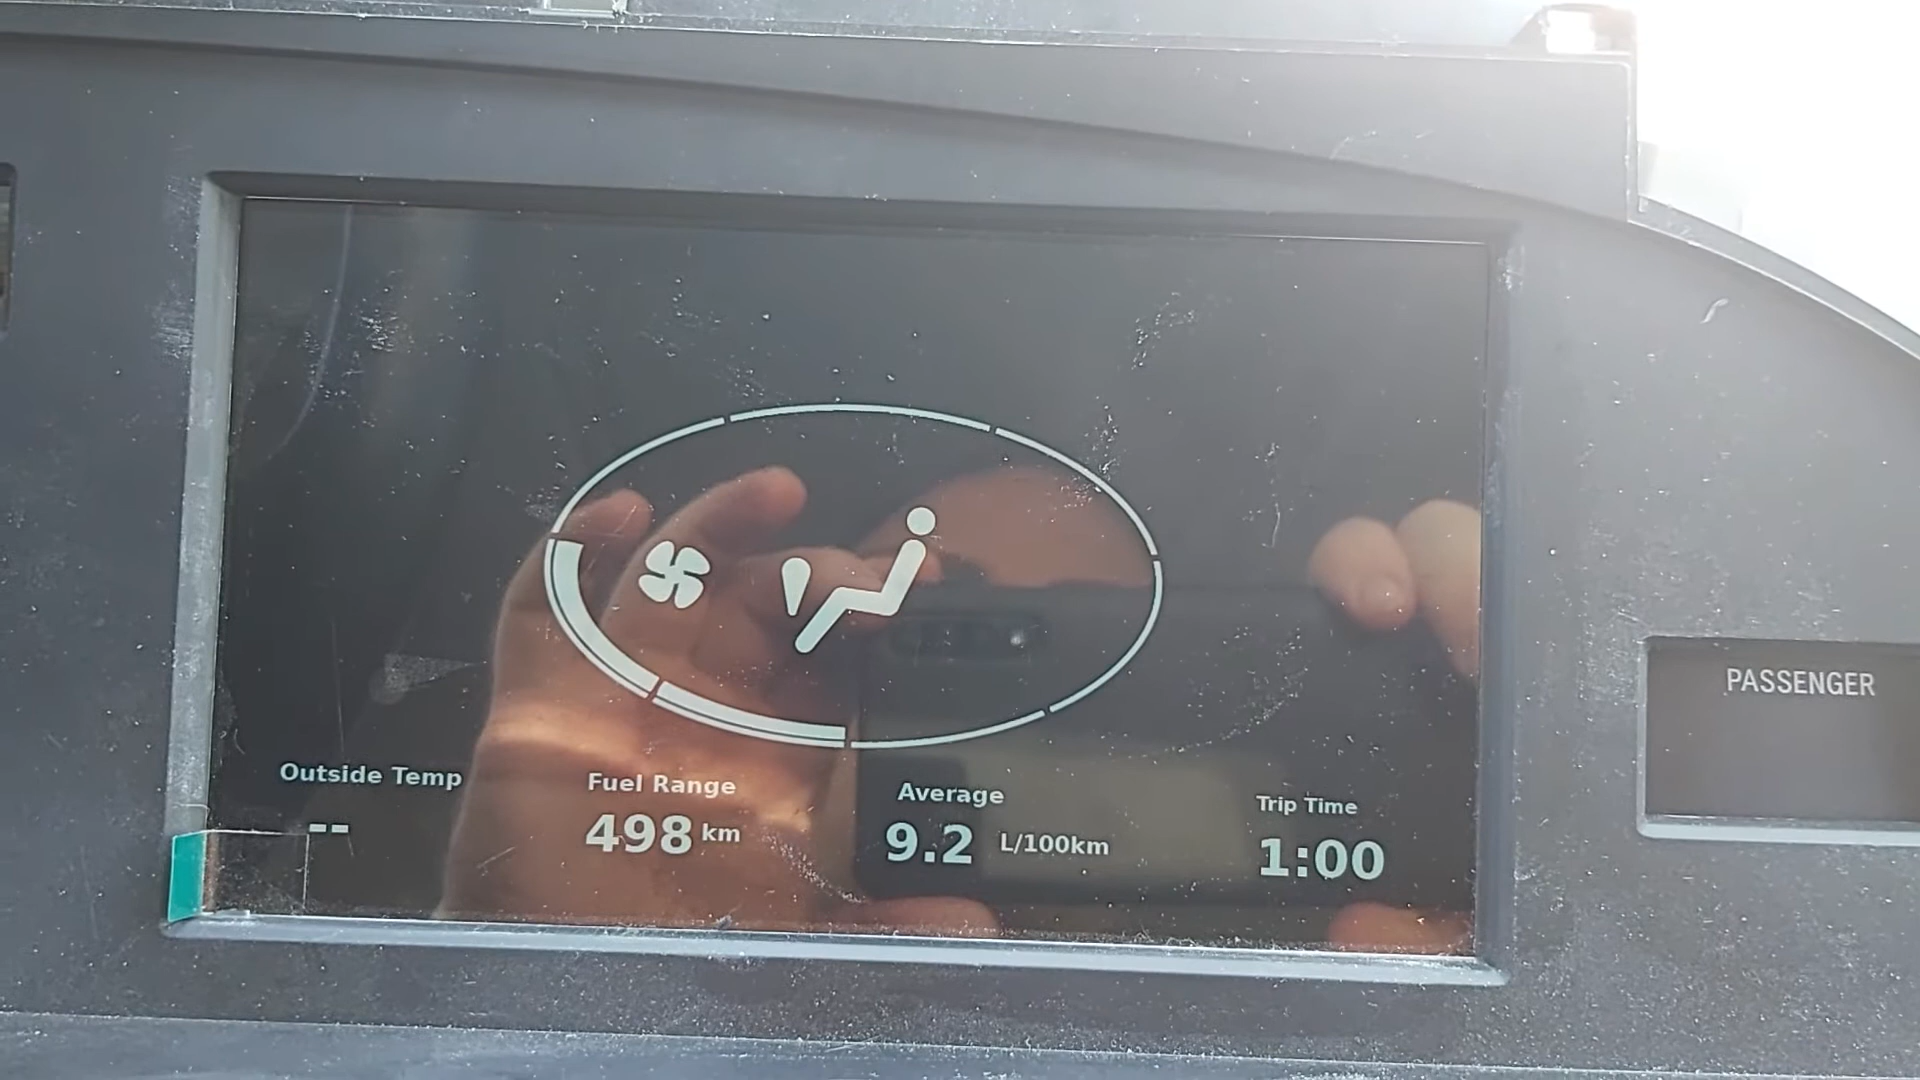 PASSENGER
Outside Temp
--
Fuel Range
498 km
Average
9.2 L/100km
Trip Time
1:00